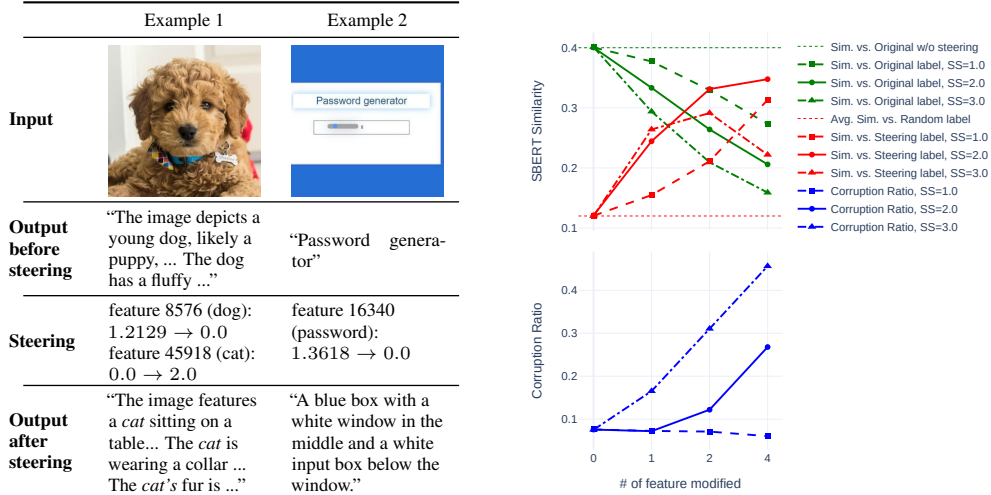 Example 1
Example 2
Input
Password generator
Output
before
steering
“The image depicts a
young dog, likely a
puppy, ... The dog
has a fluffy ...”
“Password genera-
tor”
Steering
feature 8576 (dog):
1.2129 → 0.0
feature 45918 (cat):
0.0 → 2.0
feature 16340
(password):
1.3618 → 0.0
Output
after
steering
“The image features
a cat sitting on a
table... The cat is
wearing a collar ...
The cat’s fur is ...”
“A blue box with a
white window in the
middle and a white
input box below the
window.”
SBERT Similarity
0.4
0.3
0.2
0.1
Sim. vs. Original w/o steering
Sim. vs. Original label, SS=1.0
Sim. vs. Original label, SS=2.0
Sim. vs. Original label, SS=3.0
Avg. Sim. vs. Random label
Sim. vs. Steering label, SS=1.0
Sim. vs. Steering label, SS=2.0
Sim. vs. Steering label, SS=3.0
Corruption Ratio, SS=1.0
Corruption Ratio, SS=2.0
Corruption Ratio, SS=3.0
Corruption Ratio
0.4
0.3
0.2
0.1
0
1
2
4
# of feature modified